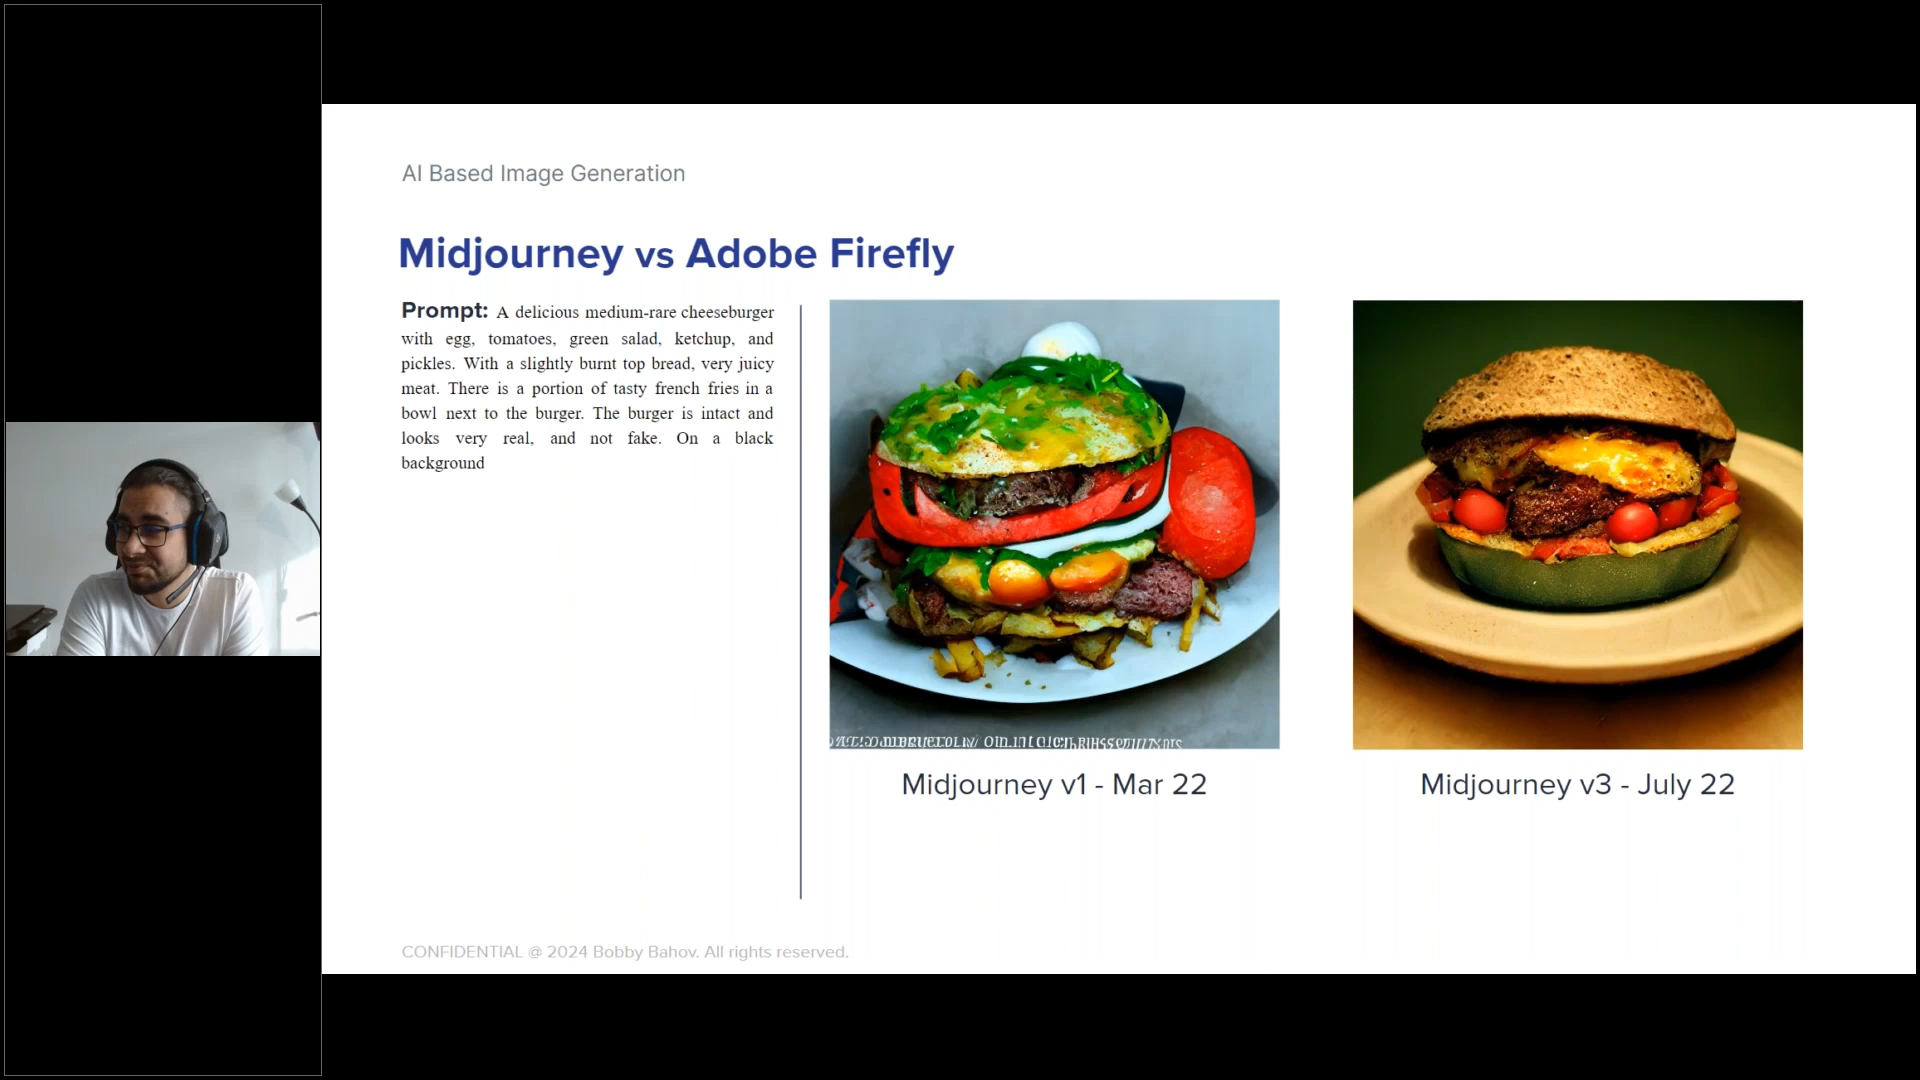 AI Based Image Generation
Midjourney vs Adobe Firefly
Prompt: A delicious medium-rare cheeseburger
with egg, tomatoes, green salad, ketchup, and
pickles. With a slightly burnt top bread, very juicy
meat. There is a portion of tasty french fries in a
bowl next to the burger. The burger is intact and
looks very real, and not fake. On a black
background
Midjourney v1 - Mar 22
Midjourney v3 - July 22
CONFIDENTIAL @ 2024 Bobby Bahov. All rights reserved.